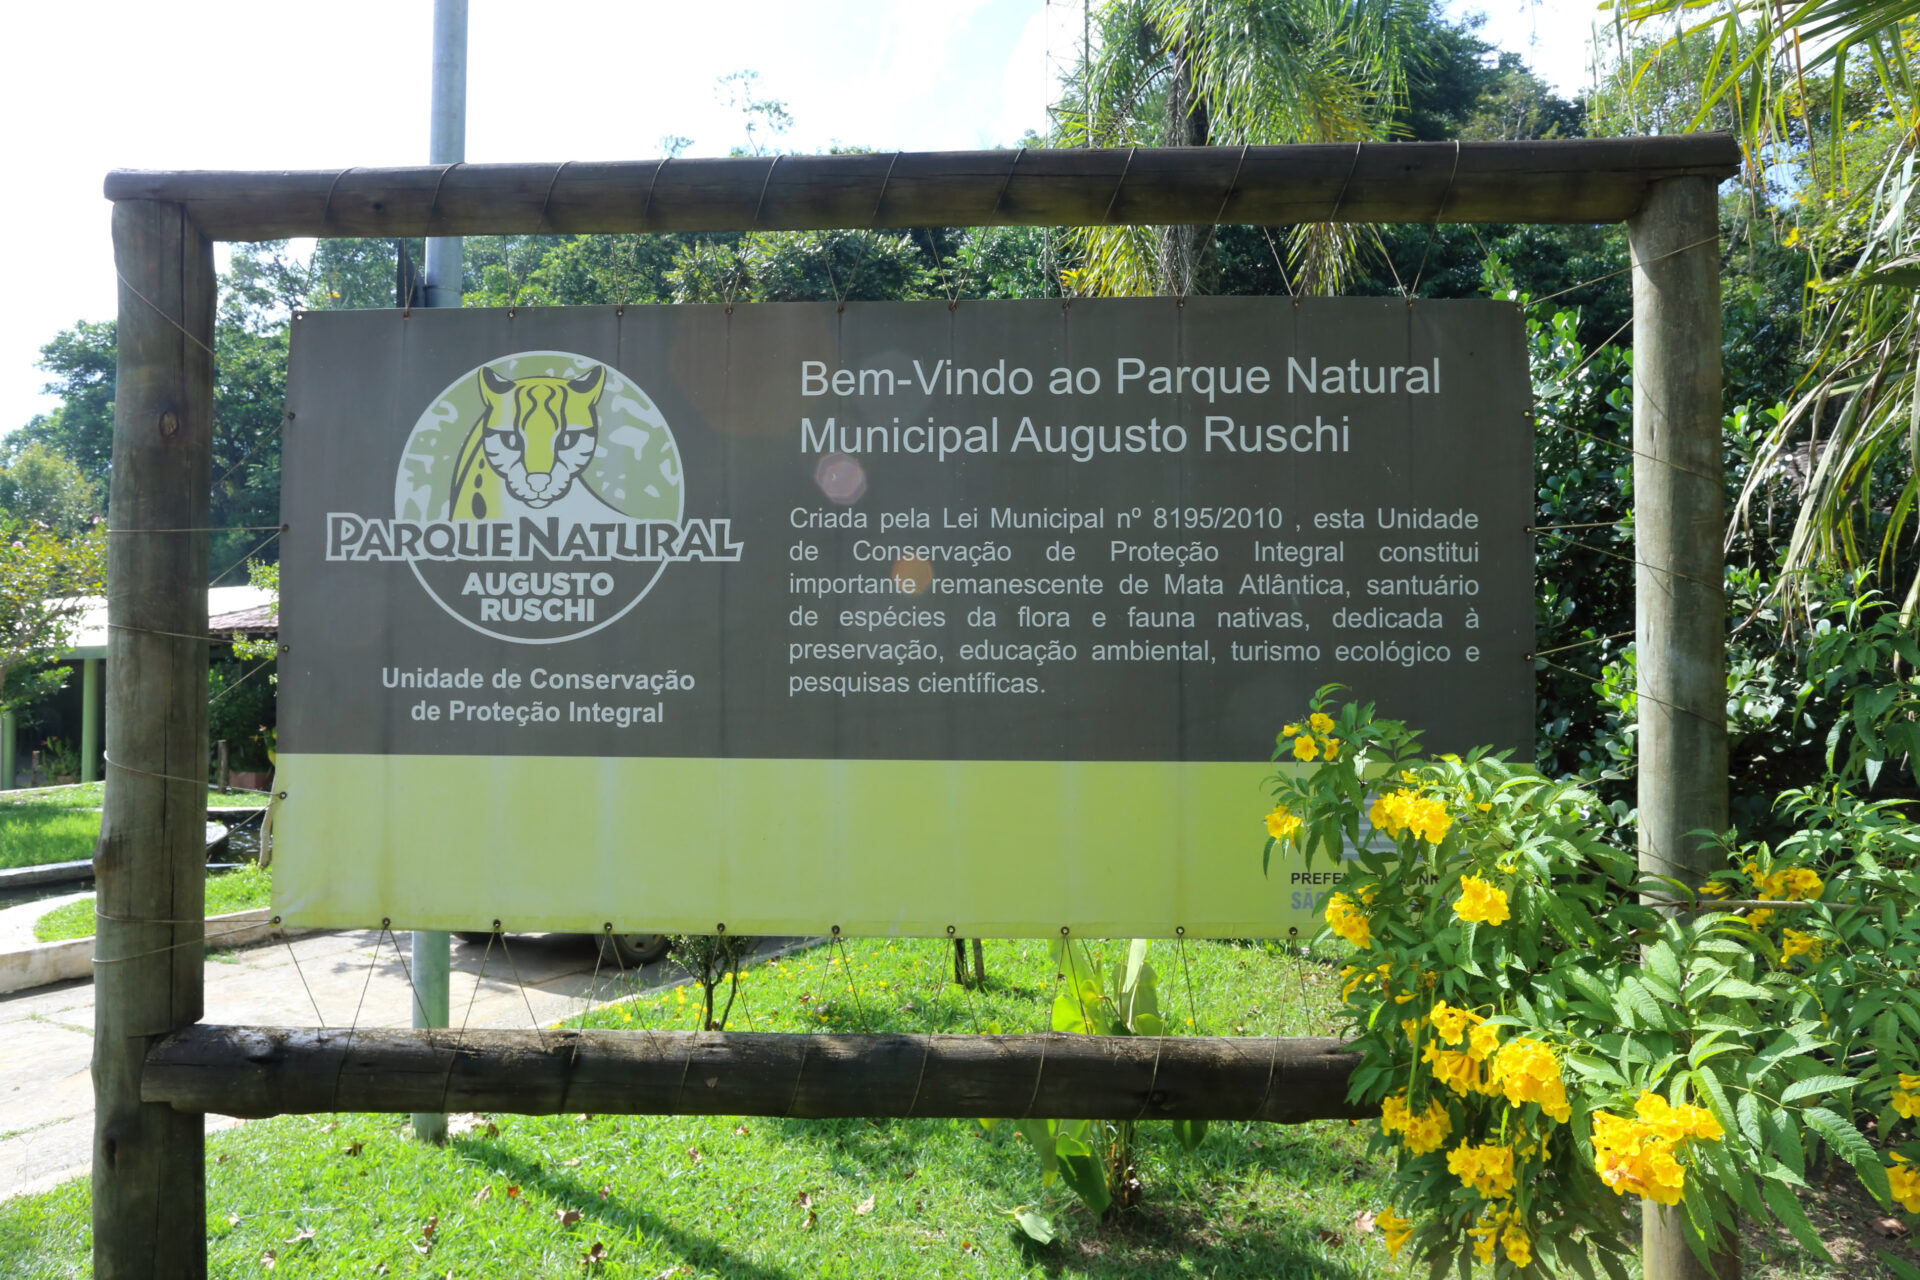 PARQUE NATURAL
AUGUSTO
RUSCHI
Unidade de Conservação
de Proteção Integral
Bem-Vindo ao Parque Natural
Municipal Augusto Ruschi
Criada pela Lei Municipal nº 8195/2010 , esta Unidade
de Conservação de Proteção Integral constitui
importante remanescente de Mata Atlântica, santuário
de espécies da flora e fauna nativas, dedicada à
preservação, educação ambiental, turismo ecológico e
pesquisas científicas.